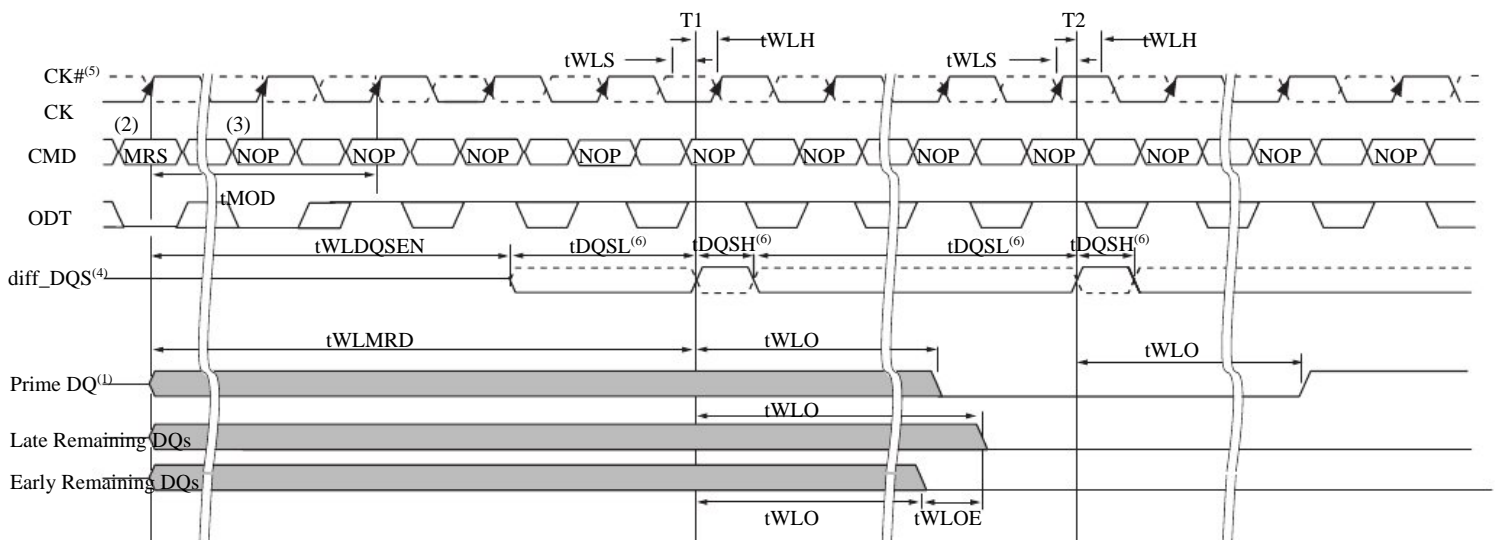 T1 T2
tWLH tWLH
tWLS tWLS
CK#(5)
CK
(2) (3)
CMD MRS NOP NOP NOP NOP NOP NOP NOP NOP NOP NOP NOP
tMOD
ODT
tWLDQSEN tDQSL(6) tDQSH(6) tDQSL(6) tDQSH(6)
diff_DQS(4)
tWLMRD tWLO tWLO
Prime DQ(1)
tWLO
Late Remaining DQs
Early Remaining DQs
tWLO tWLOE